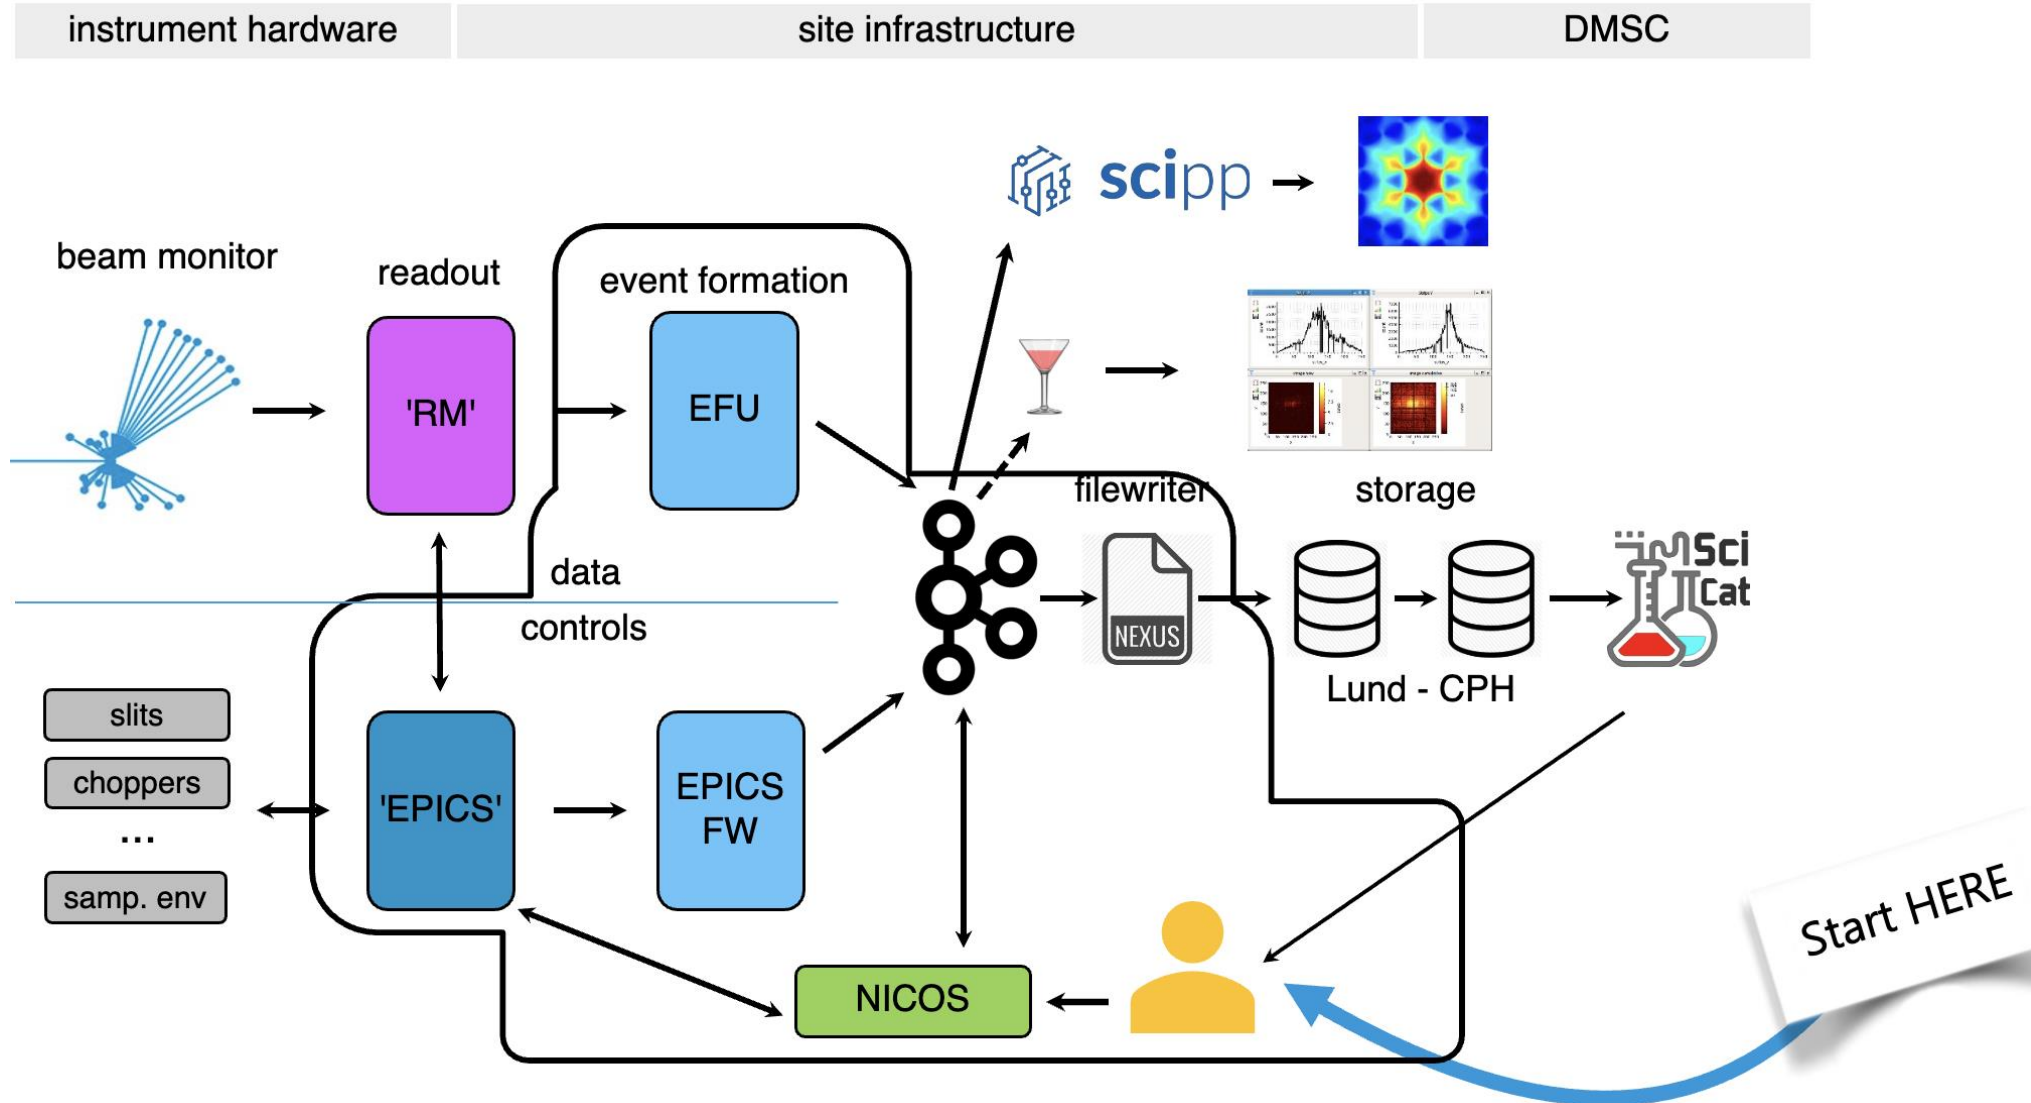 instrument hardware
site infrastructure
DMSC
scipp
beam monitor
readout
event formation
'RM'
EFU
filewriter
storage
data
controls
NEXUS
Sci
Cat
Lund - CPH
slits
choppers
...
samp. env
'EPICS'
EPICS
FW
NICOS
Start HERE